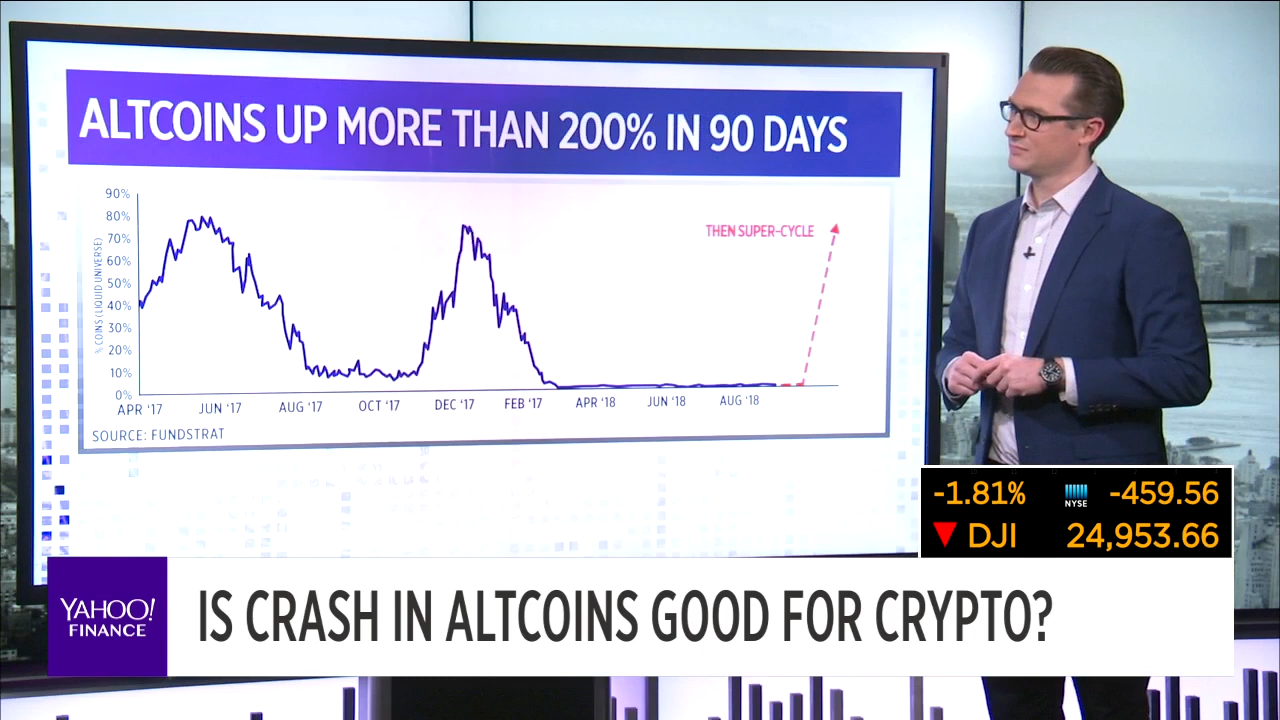 ALTCOINS UP MORE THAN 200% IN 90 DAYS
90%
80%
70%
60%
50%
40%
30%
20%
10%
0%
% COINS (LIQUID UNIVERSE)
THEN SUPER-CYCLE
APR '17 JUN '17 AUG '17 OCT '17 DEC '17 FEB '17 APR '18 JUN '18 AUG '18
SOURCE: FUNDSTRAT
-1.81% NYSE -459.56
DJI 24,953.66
YAHOO!
FINANCE
IS CRASH IN ALTCOINS GOOD FOR CRYPTO?